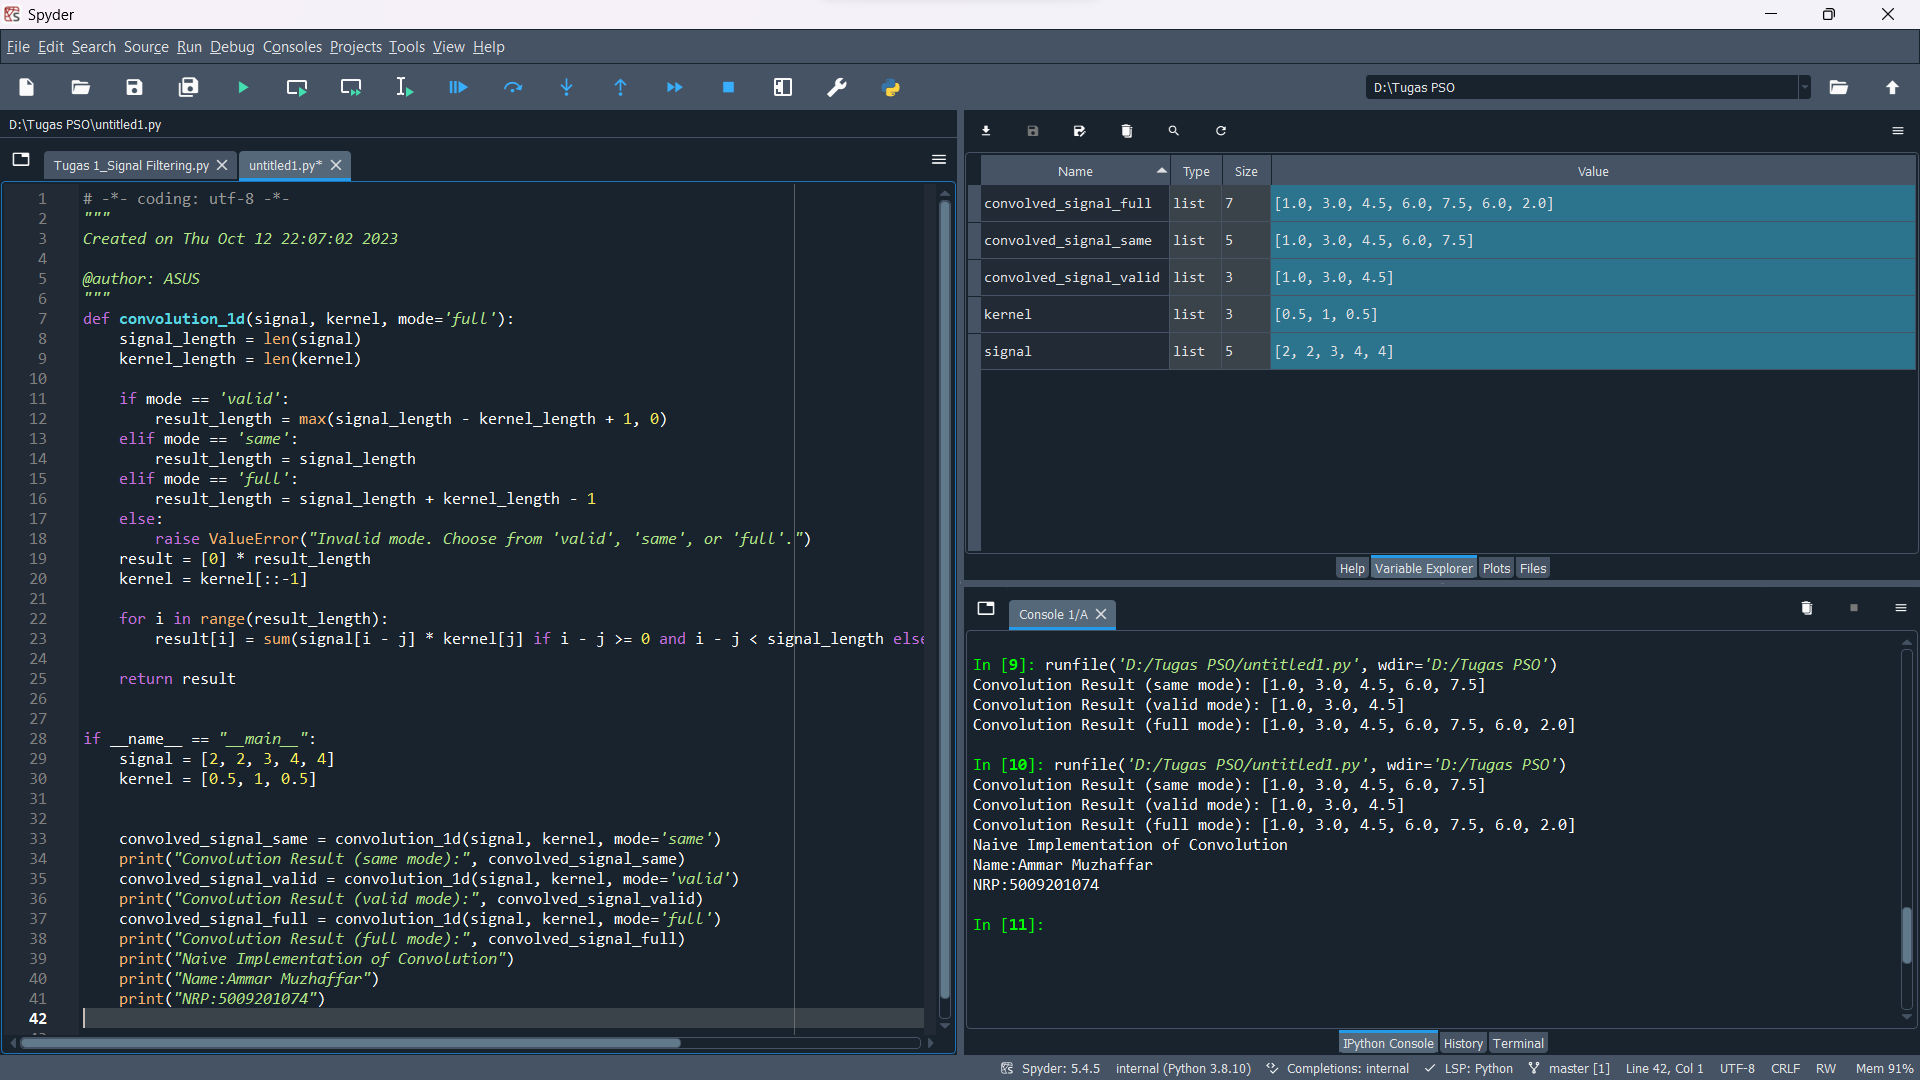 Spyder
File Edit Search Source Run Debug Consoles Projects Tools View Help
D:\Tugas PSO
D:\Tugas PSO\untitled1.py
Tugas 1_Signal Filtering.py
untitled1.py*
1 # -*- coding: utf-8 -*-
2 """
3 Created on Thu Oct 12 22:07:02 2023
4
5 @author: ASUS
6 """
7 def convolution_1d(signal, kernel, mode='full'):
8     signal_length = len(signal)
9     kernel_length = len(kernel)
10
11     if mode == 'valid':
12         result_length = max(signal_length - kernel_length + 1, 0)
13     elif mode == 'same':
14         result_length = signal_length
15     elif mode == 'full':
16         result_length = signal_length + kernel_length - 1
17     else:
18         raise ValueError("Invalid mode. Choose from 'valid', 'same', or 'full'.")
19     result = [0] * result_length
20     kernel = kernel[::-1]
21
22     for i in range(result_length):
23         result[i] = sum(signal[i - j] * kernel[j] if i - j >= 0 and i - j < signal_length else
24
25     return result
26
27
28 if __name__ == "__main__":
29     signal = [2, 2, 3, 4, 4]
30     kernel = [0.5, 1, 0.5]
31
32
33     convolved_signal_same = convolution_1d(signal, kernel, mode='same')
34     print("Convolution Result (same mode):", convolved_signal_same)
35     convolved_signal_valid = convolution_1d(signal, kernel, mode='valid')
36     print("Convolution Result (valid mode):", convolved_signal_valid)
37     convolved_signal_full = convolution_1d(signal, kernel, mode='full')
38     print("Convolution Result (full mode):", convolved_signal_full)
39     print("Naive Implementation of Convolution")
40     print("Name:Ammar Muzhaffar")
41     print("NRP:5009201074")
42
Name Type Size Value
convolved_signal_full list 7 [1.0, 3.0, 4.5, 6.0, 7.5, 6.0, 2.0]
convolved_signal_same list 5 [1.0, 3.0, 4.5, 6.0, 7.5]
convolved_signal_valid list 3 [1.0, 3.0, 4.5]
kernel list 3 [0.5, 1, 0.5]
signal list 5 [2, 2, 3, 4, 4]
Help Variable Explorer Plots Files
Console 1/A
In [9]: runfile('D:/Tugas PSO/untitled1.py', wdir='D:/Tugas PSO')
Convolution Result (same mode): [1.0, 3.0, 4.5, 6.0, 7.5]
Convolution Result (valid mode): [1.0, 3.0, 4.5]
Convolution Result (full mode): [1.0, 3.0, 4.5, 6.0, 7.5, 6.0, 2.0]
In [10]: runfile('D:/Tugas PSO/untitled1.py', wdir='D:/Tugas PSO')
Convolution Result (same mode): [1.0, 3.0, 4.5, 6.0, 7.5]
Convolution Result (valid mode): [1.0, 3.0, 4.5]
Convolution Result (full mode): [1.0, 3.0, 4.5, 6.0, 7.5, 6.0, 2.0]
Naive Implementation of Convolution
Name:Ammar Muzhaffar
NRP:5009201074
In [11]:
IPython Console History Terminal
Spyder: 5.4.5 internal (Python 3.8.10) Completions: internal LSP: Python master [1] Line 42, Col 1 UTF-8 CRLF RW Mem 91%